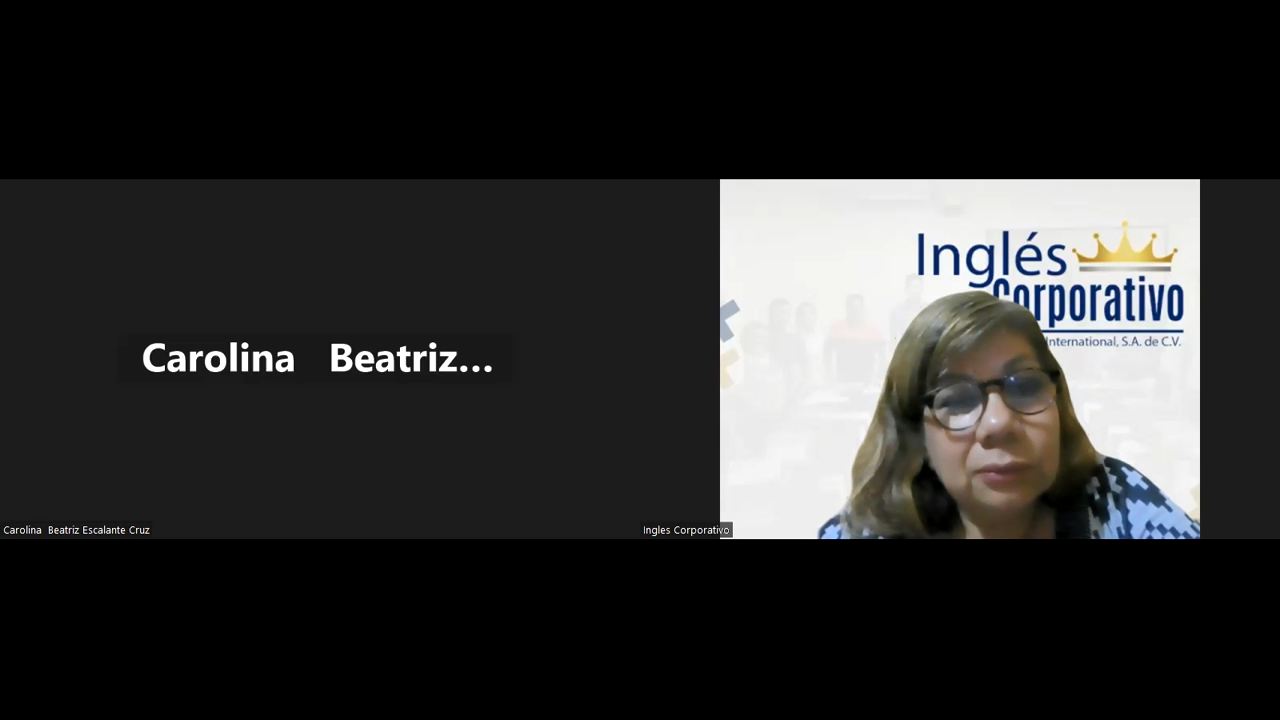 Carolina Beatriz...
Carolina Beatriz Escalante Cruz
Inglés
Corporativo
International, S.A. de C.V.
Ingles Corporativo